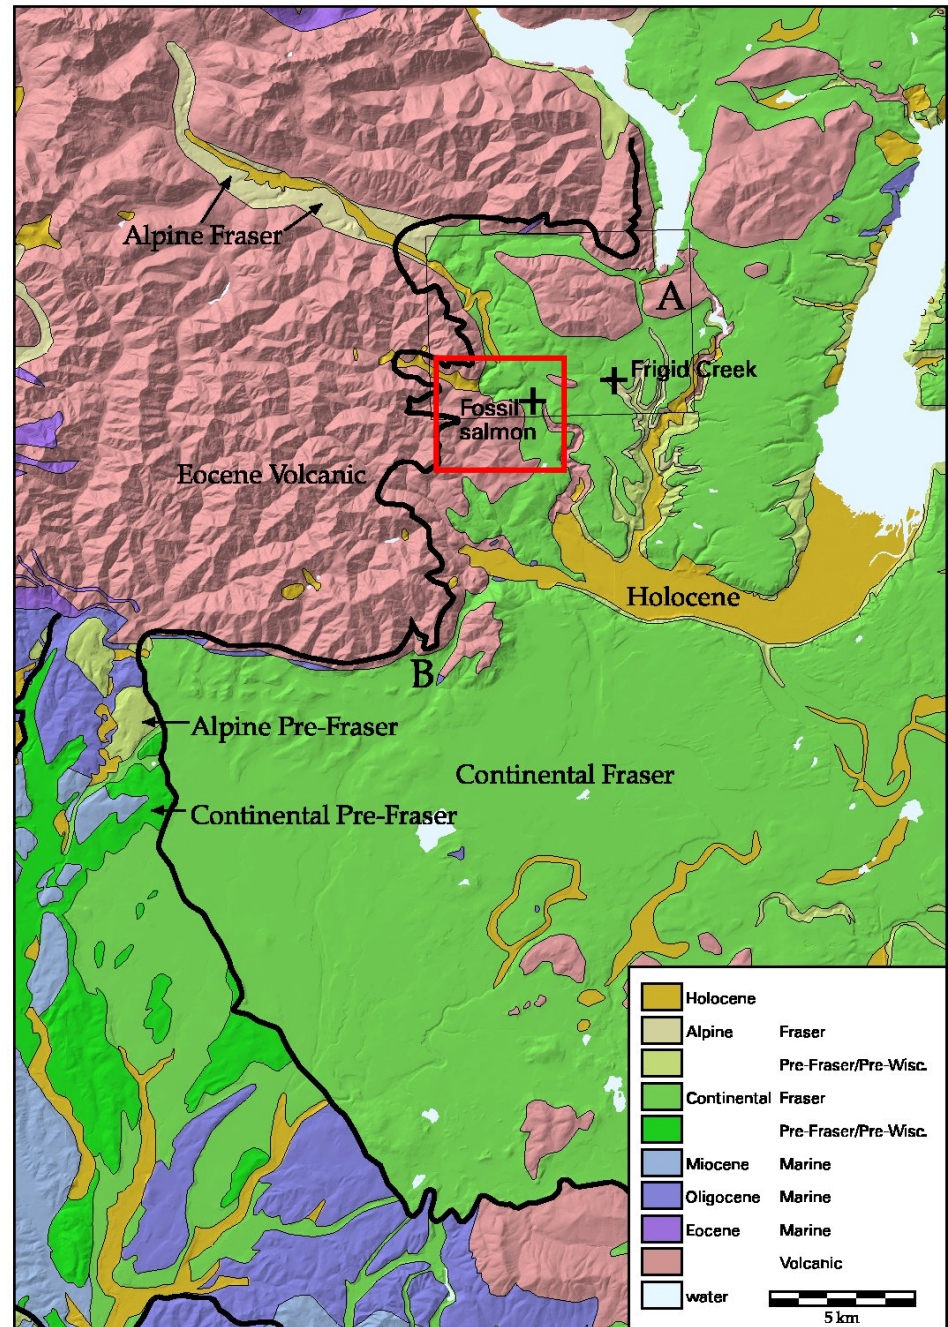 Alpine Fraser
A
Frigid Creek
Fossil
salmon
Eocene Volcanic
Holocene
B
Alpine Pre-Fraser
Continental Fraser
Continental Pre-Fraser
Holocene
Alpine Fraser
Pre-Fraser/Pre-Wisc.
Continental Fraser
Pre-Fraser/Pre-Wisc.
Miocene Marine
Oligocene Marine
Eocene Marine
Volcanic
water
5 km